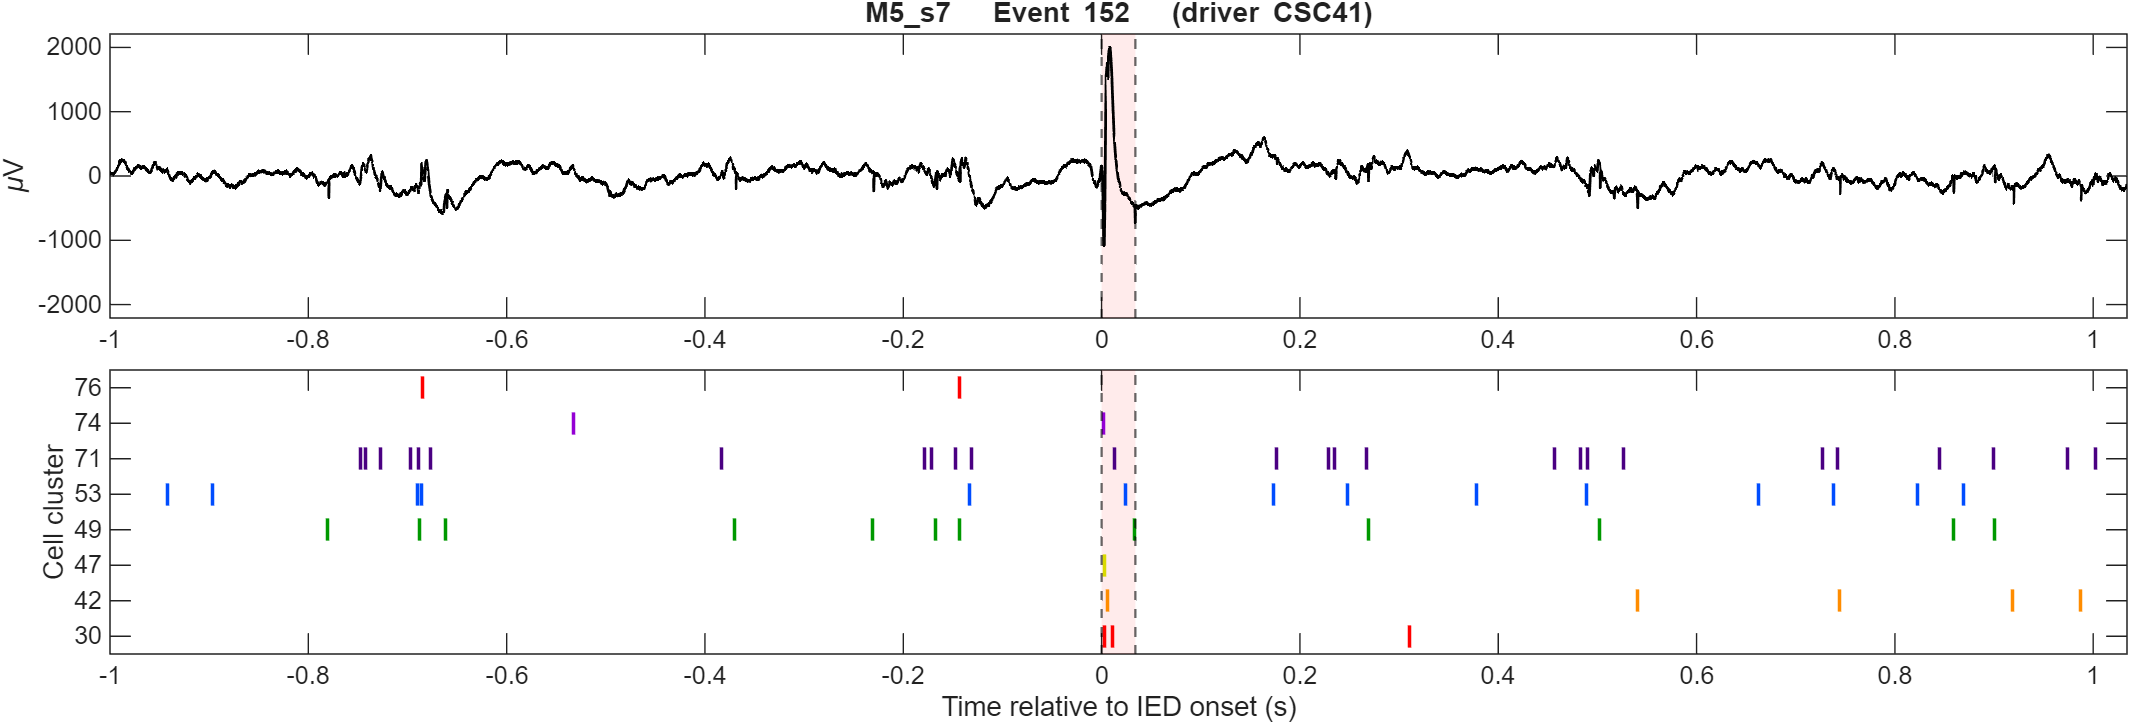 M5_s7 Event 152 (driver CSC41)
2000
1000
0
-1000
-2000
µV
-1 -0.8 -0.6 -0.4 -0.2 0 0.2 0.4 0.6 0.8 1
76
74
71
53
49
47
42
30
Cell cluster
-1 -0.8 -0.6 -0.4 -0.2 0 0.2 0.4 0.6 0.8 1
Time relative to IED onset (s)